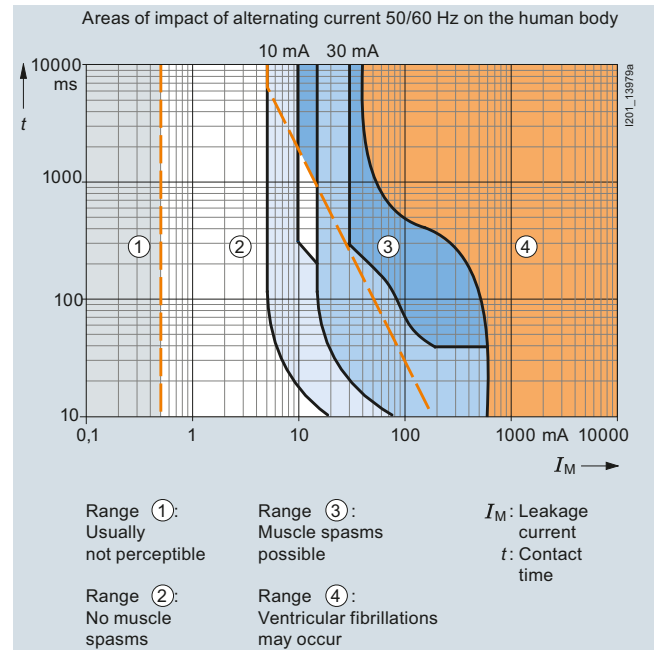 Areas of impact of alternating current 50/60 Hz on the human body
10 mA 30 mA
10000
ms
t
1000
100
10
1 2 3 4
0,1 1 10 100 1000 mA 10000
I M
I201_13979a
Range 1:
Usually
not perceptible
Range 2:
No muscle
spasms
Range 3:
Muscle spasms
possible
Range 4:
Ventricular fibrillations
may occur
I M: Leakage
current
t: Contact
time